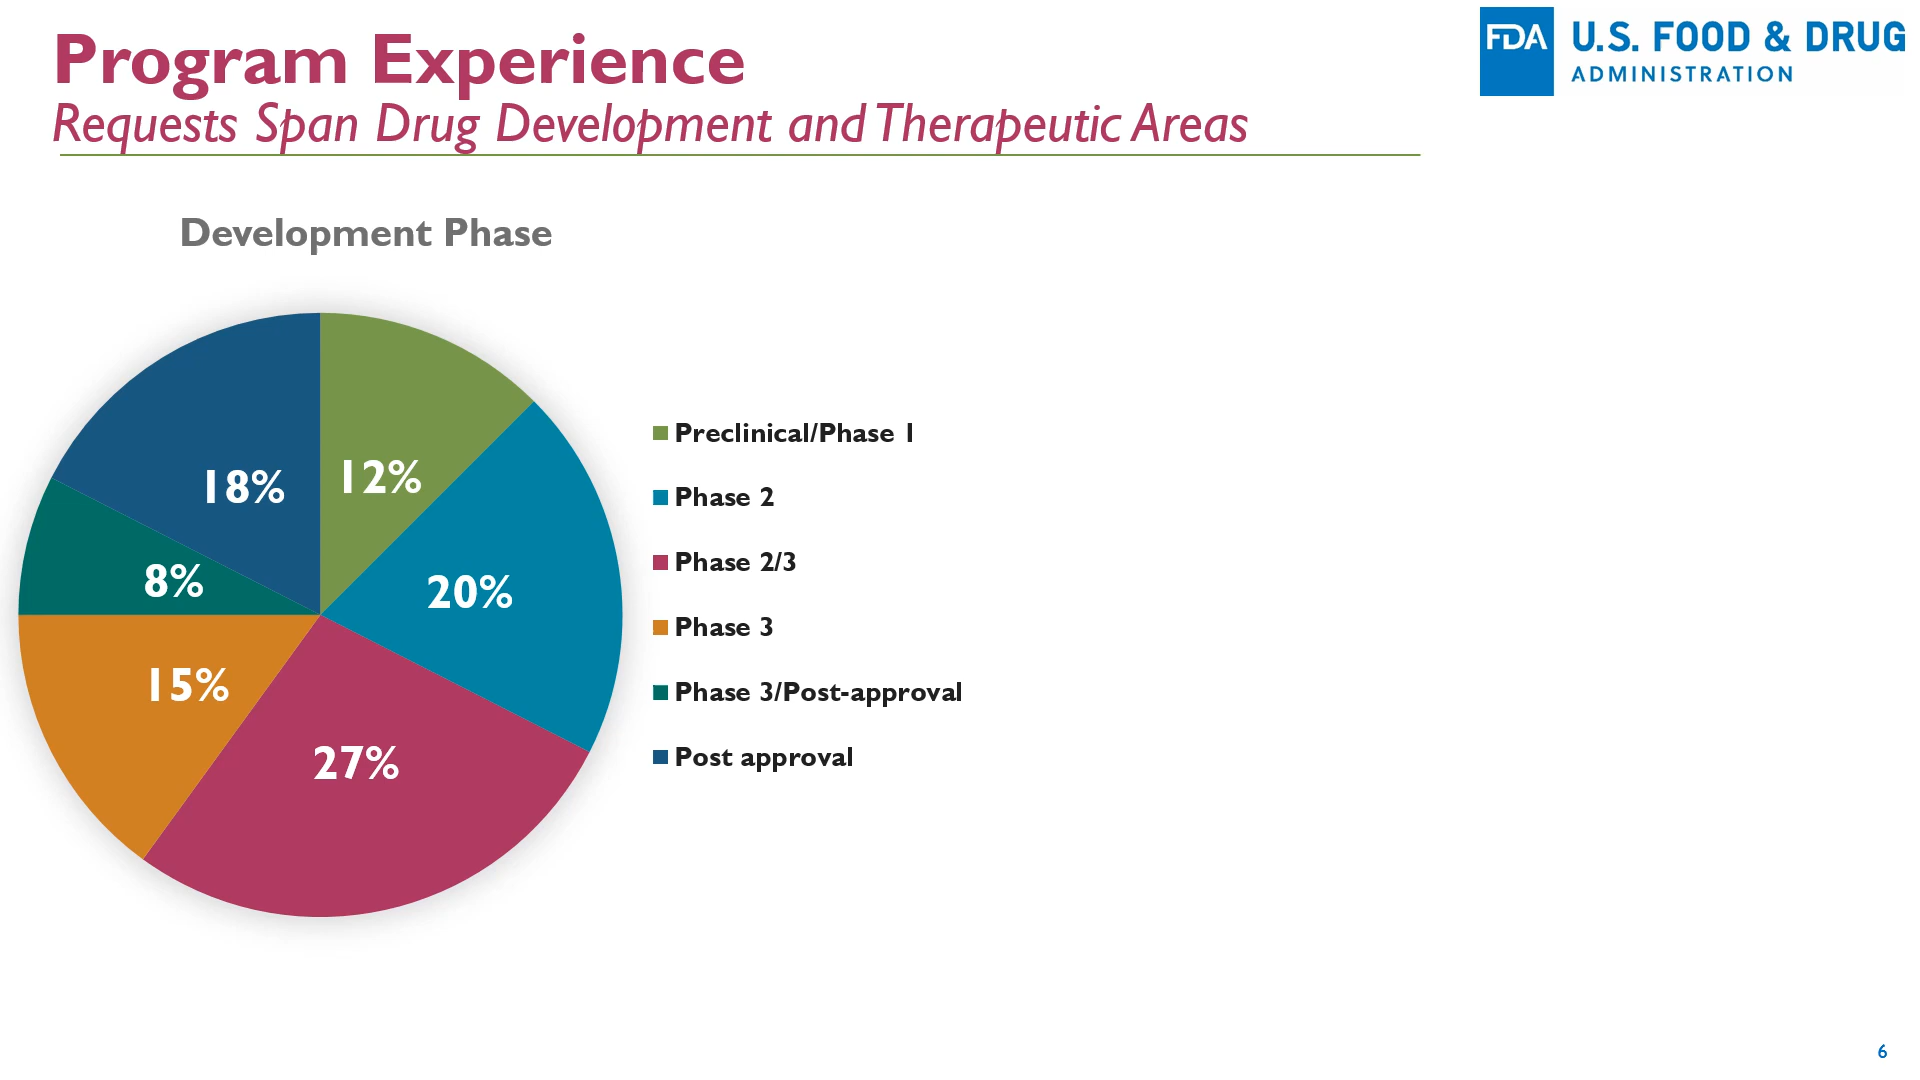 Program Experience
Requests Span Drug Development and Therapeutic Areas
FDA U.S. FOOD & DRUG
ADMINISTRATION
Development Phase
12%
20%
27%
15%
8%
18%
Preclinical/Phase 1
Phase 2
Phase 2/3
Phase 3
Phase 3/Post-approval
Post approval
6